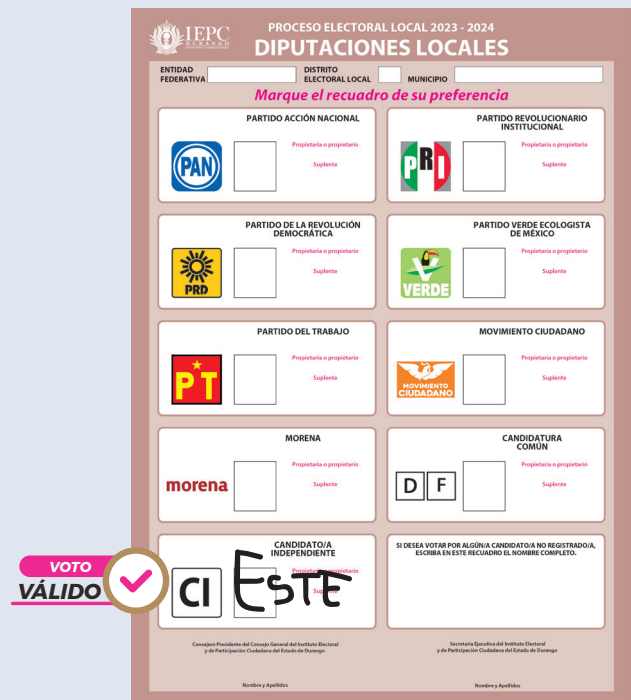 IEPC
DURANGO
PROCESO ELECTORAL LOCAL 2023 - 2024
DIPUTACIONES LOCALES
ENTIDAD
FEDERATIVA
DISTRITO
ELECTORAL LOCAL
MUNICIPIO
Marque el recuadro de su preferencia
PARTIDO ACCIÓN NACIONAL
PAN
Propietaria o propietario
Suplente
PARTIDO REVOLUCIONARIO
INSTITUCIONAL
PRI
Propietaria o propietario
Suplente
PARTIDO DE LA REVOLUCIÓN
DEMOCRÁTICA
PRD
Propietaria o propietario
Suplente
PARTIDO VERDE ECOLOGISTA
DE MÉXICO
VERDE
Propietaria o propietario
Suplente
PARTIDO DEL TRABAJO
PT
Propietaria o propietario
Suplente
MOVIMIENTO CIUDADANO
MOVIMIENTO
CIUDADANO
Propietaria o propietario
Suplente
MORENA
morena
Propietaria o propietario
Suplente
CANDIDATURA
COMÚN
D F
Propietaria o propietario
Suplente
CANDIDATO/A
INDEPENDIENTE
CI
ESTE
Propietaria o propietario
SI DESEA VOTAR POR ALGÚN/A CANDIDATO/A NO REGISTRADO/A,
ESCRIBA EN ESTE RECUADRO EL NOMBRE COMPLETO.
VOTO
VÁLIDO
Consejero Presidente del Consejo General del Instituto Electoral
y de Participación Ciudadana del Estado de Durango
Nombre y Apellidos
Secretaria Ejecutiva del Instituto Electoral
y de Participación Ciudadana del Estado de Durango
Nombre y Apellidos